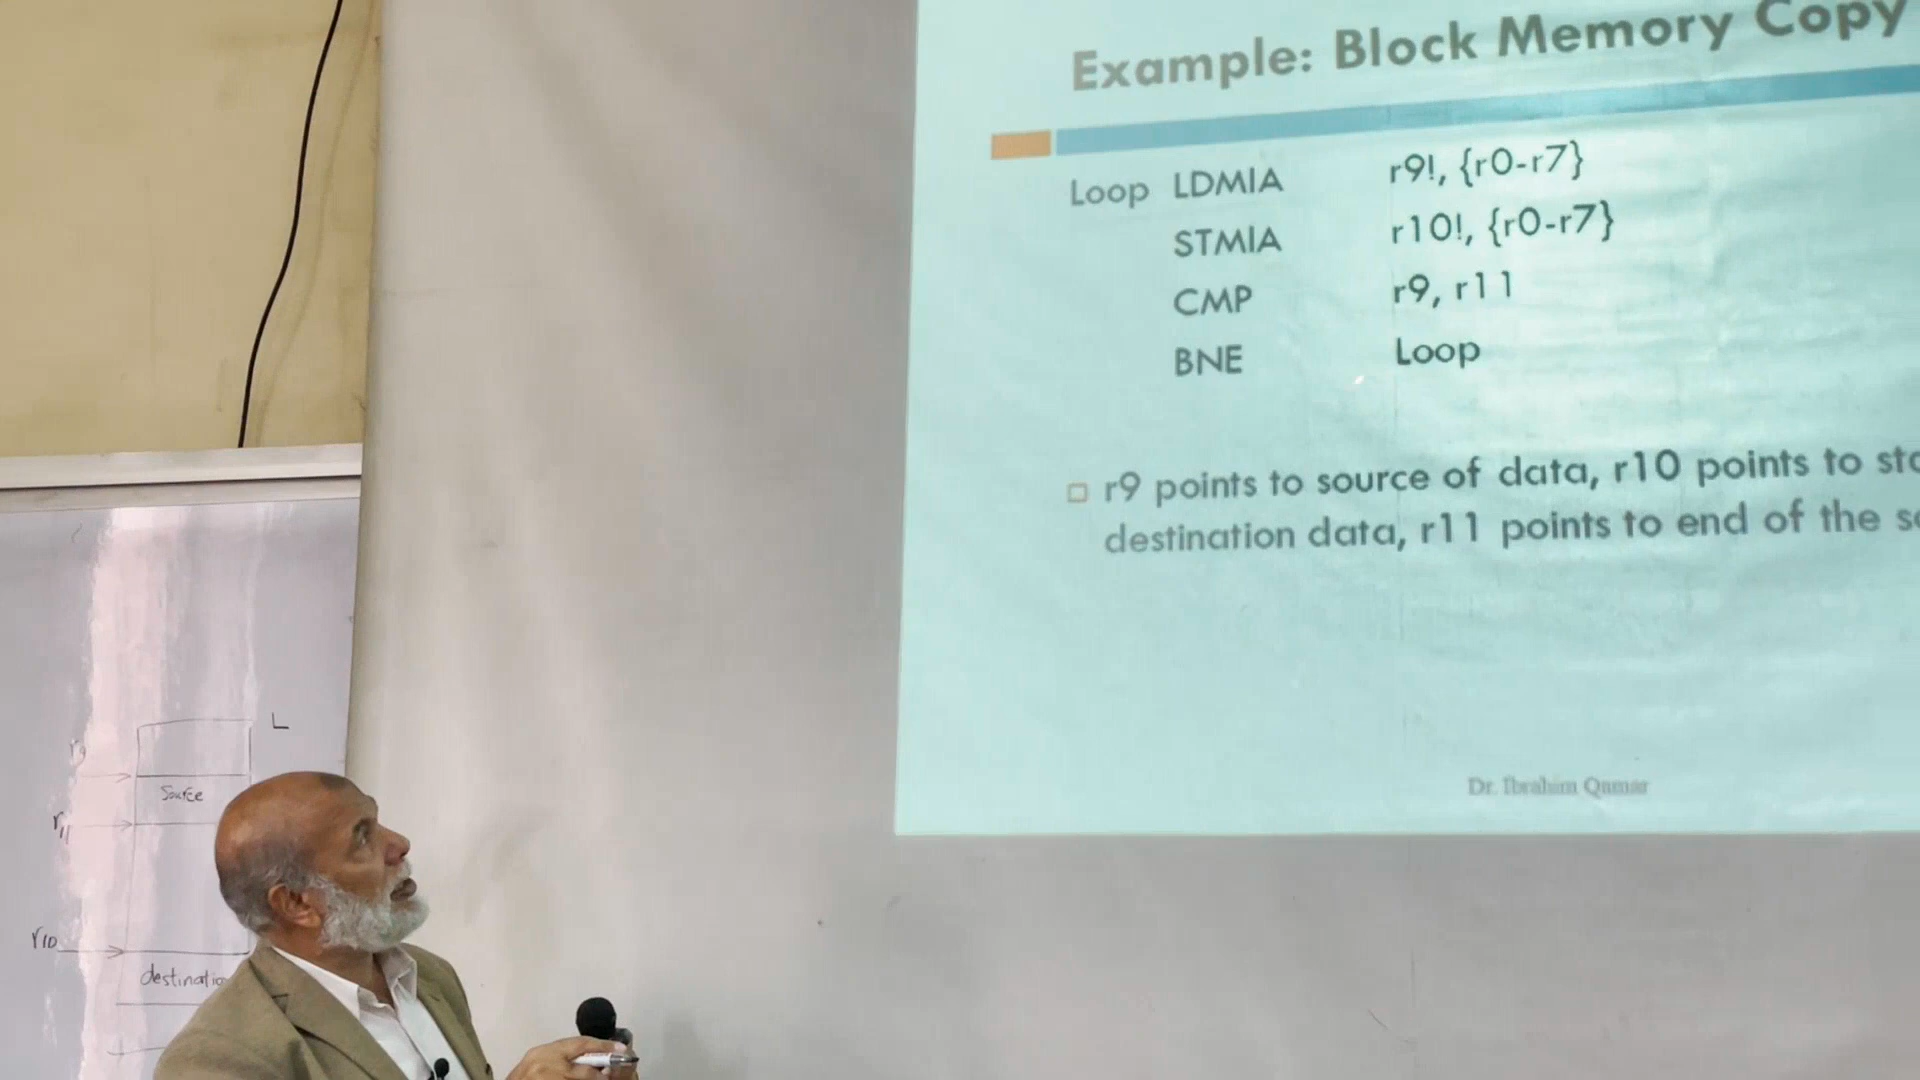 Example: Block Memory Copy
Loop LDMIA r9!, {r0-r7}
STMIA r10!, {r0-r7}
CMP r9, r11
BNE Loop
r9 points to source of data, r10 points to
destination data, r11 points to end of the
Dr. Ibrahim Qamar
L
r9
Source
r11
r10
destinatio